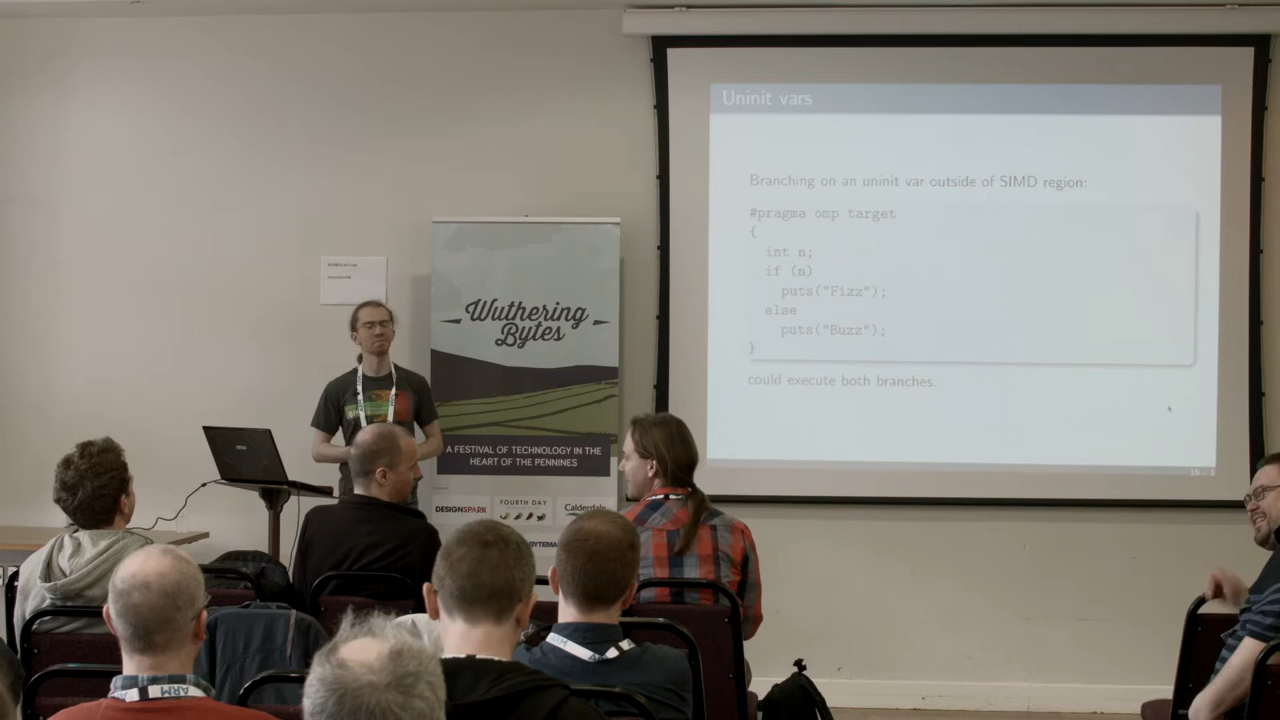 Uninit vars
Branching on an uninit var outside of SIMD region:
#pragma omp target
{
int n;
if (n)
puts("Fizz");
else
puts("Buzz");
}
could execute both branches.
Wuthering
Bytes
A FESTIVAL OF TECHNOLOGY IN THE
HEART OF THE PENNINES
DESIGNSPARK
FOURTH DAY
Calderdale
ARM